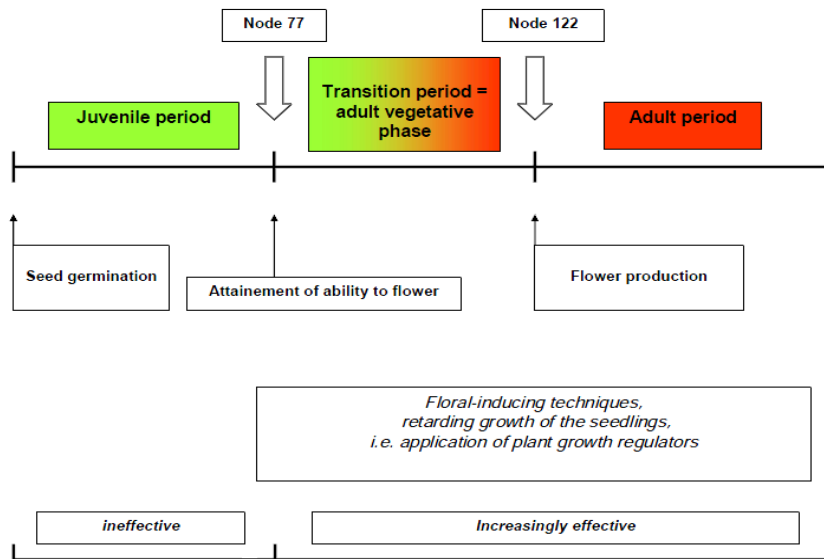 Node 77
Node 122
Juvenile period
Transition period =
adult vegetative
phase
Adult period
Seed germination
Attainement of ability to flower
Flower production
Floral-inducing techniques,
retarding growth of the seedlings,
i.e. application of plant growth regulators
ineffective
Increasingly effective